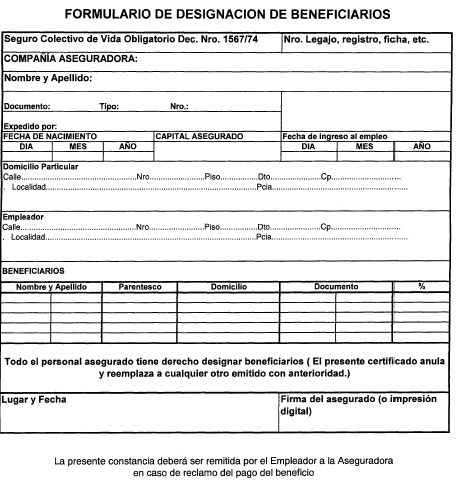 FORMULARIO DE DESIGNACION DE BENEFICIARIOS
Seguro Colectivo de Vida Obligatorio Dec. Nro. 1567/74 Nro. Legajo, registro, ficha, etc.
COMPAÑIA ASEGURADORA:
Nombre y Apellido:
Documento: Tipo: Nro.:
Expedido por:
FECHA DE NACIMIENTO CAPITAL ASEGURADO Fecha de ingreso al empleo
DIA MES AÑO DIA MES AÑO
Domicilio Particular
Calle.............................................Nro..................Piso............Dto.................Cp...........................
. Localidad...........................................................................Pcia.....................................................
Empleador
Calle.............................................Nro..................Piso............Dto.................Cp...........................
. Localidad...........................................................................Pcia.....................................................
BENEFICIARIOS
Nombre y Apellido Parentesco Domicilio Documento %
Todo el personal asegurado tiene derecho designar beneficiarios ( El presente certificado anula
y reemplaza a cualquier otro emitido con anterioridad.)
Lugar y Fecha Firma del asegurado (o impresión
digital)
La presente constancia deberá ser remitida por el Empleador a la Aseguradora
en caso de reclamo del pago del beneficio